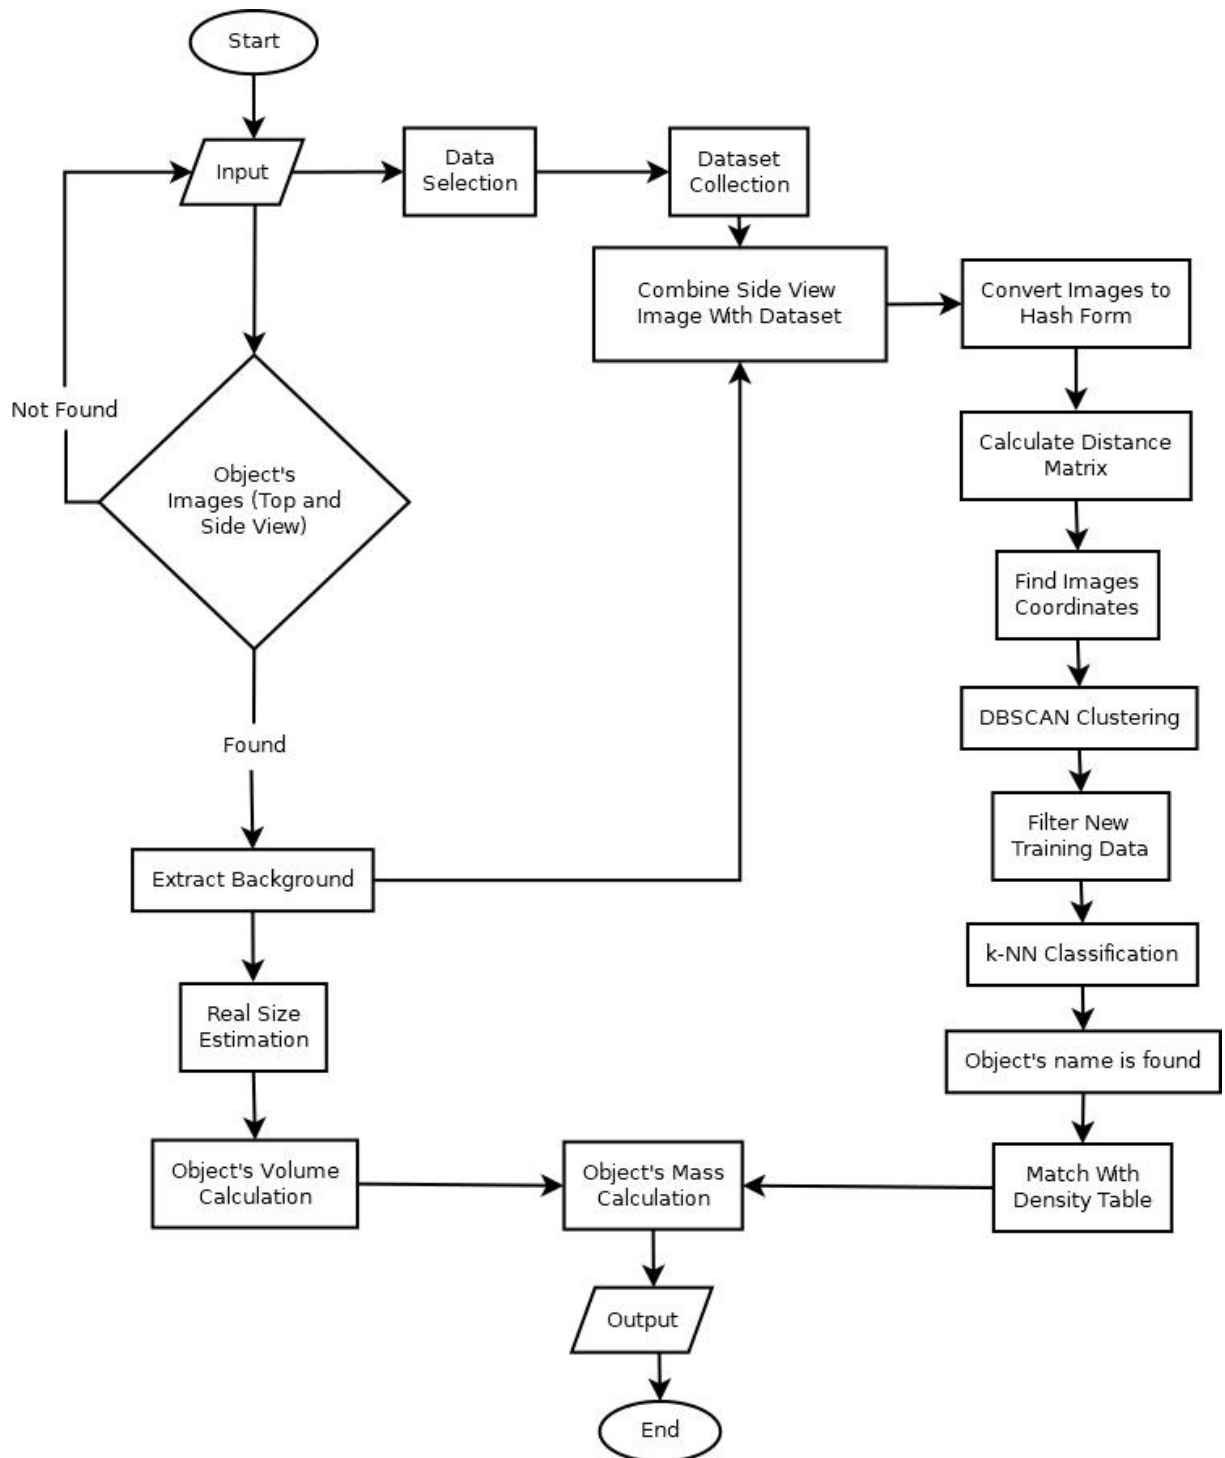 Start
Input
Data
Selection
Dataset
Collection
Combine Side View
Image With Dataset
Convert Images to
Hash Form
Not Found
Object's
Images (Top and
Side View)
Calculate Distance
Matrix
Find Images
Coordinates
DBSCAN Clustering
Found
Filter New
Training Data
Extract Background
k-NN Classification
Real Size
Estimation
Object's name is found
Object's Volume
Calculation
Object's Mass
Calculation
Match With
Density Table
Output
End